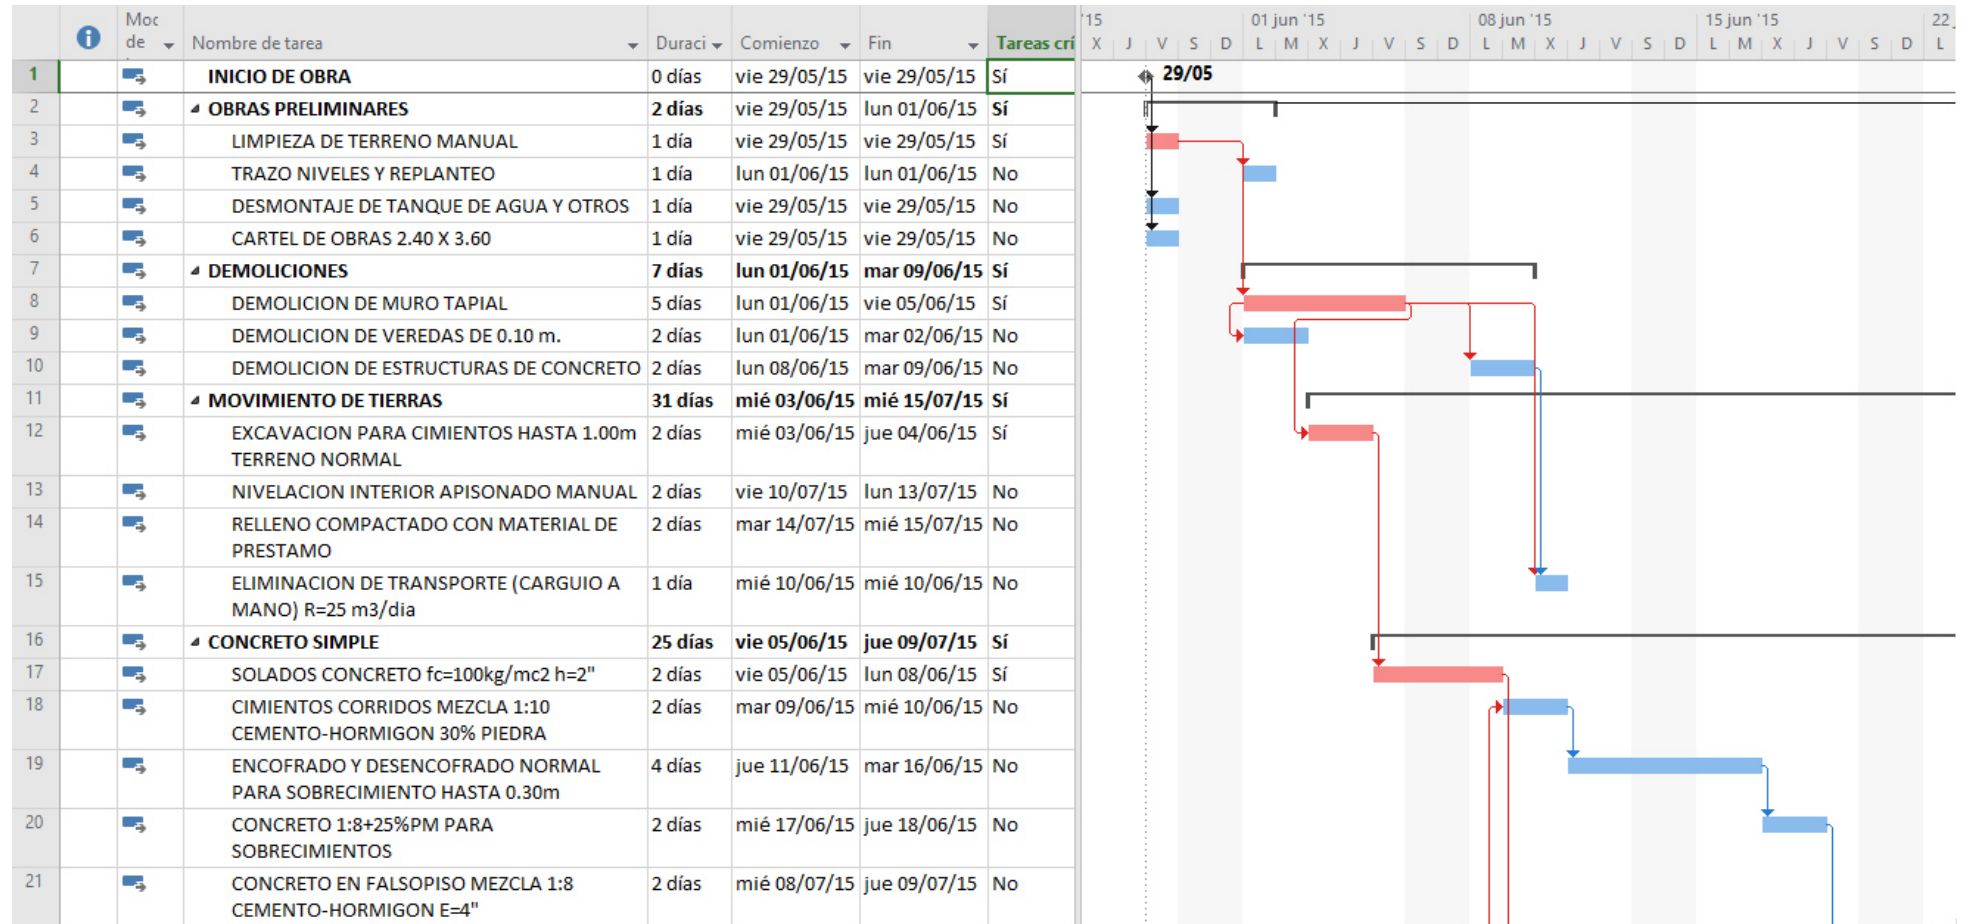 Moc de Nombre de tarea Duraci Comienzo Fin Tareas crí
'15 01 jun '15 08 jun '15 15 jun '15 22
X J V S D L M X J V S D L M X J V S D L M X J V S D L
1 INICIO DE OBRA 0 días vie 29/05/15 vie 29/05/15 Sí 29/05
2 OBRAS PRELIMINARES 2 días vie 29/05/15 lun 01/06/15 Sí
3 LIMPIEZA DE TERRENO MANUAL 1 día vie 29/05/15 vie 29/05/15 Sí
4 TRAZO NIVELES Y REPLANTEO 1 día lun 01/06/15 lun 01/06/15 No
5 DESMONTAJE DE TANQUE DE AGUA Y OTROS 1 día vie 29/05/15 vie 29/05/15 No
6 CARTEL DE OBRAS 2.40 X 3.60 1 día vie 29/05/15 vie 29/05/15 No
7 DEMOLICIONES 7 días lun 01/06/15 mar 09/06/15 Sí
8 DEMOLICION DE MURO TAPIAL 5 días lun 01/06/15 vie 05/06/15 Sí
9 DEMOLICION DE VEREDAS DE 0.10 m. 2 días lun 01/06/15 mar 02/06/15 No
10 DEMOLICION DE ESTRUCTURAS DE CONCRETO 2 días lun 08/06/15 mar 09/06/15 No
11 MOVIMIENTO DE TIERRAS 31 días mié 03/06/15 mié 15/07/15 Sí
12 EXCAVACION PARA CIMIENTOS HASTA 1.00m 2 días mié 03/06/15 jue 04/06/15 Sí
TERRENO NORMAL
13 NIVELACION INTERIOR APISONADO MANUAL 2 días vie 10/07/15 lun 13/07/15 No
14 RELLENO COMPACTADO CON MATERIAL DE 2 días mar 14/07/15 mié 15/07/15 No
PRESTAMO
15 ELIMINACION DE TRANSPORTE (CARGUIO A 1 día mié 10/06/15 mié 10/06/15 No
MANO) R=25 m3/dia
16 CONCRETO SIMPLE 25 días vie 05/06/15 jue 09/07/15 Sí
17 SOLADOS CONCRETO fc=100kg/mc2 h=2" 2 días vie 05/06/15 lun 08/06/15 Sí
18 CIMIENTOS CORRIDOS MEZCLA 1:10 2 días mar 09/06/15 mié 10/06/15 No
CEMENTO-HORMIGON 30% PIEDRA
19 ENCOFRADO Y DESENCOFRADO NORMAL 4 días jue 11/06/15 mar 16/06/15 No
PARA SOBRECIMIENTO HASTA 0.30m
20 CONCRETO 1:8+25%PM PARA 2 días mié 17/06/15 jue 18/06/15 No
SOBRECIMIENTOS
21 CONCRETO EN FALSOPISO MEZCLA 1:8 2 días mié 08/07/15 jue 09/07/15 No
CEMENTO-HORMIGON E=4"